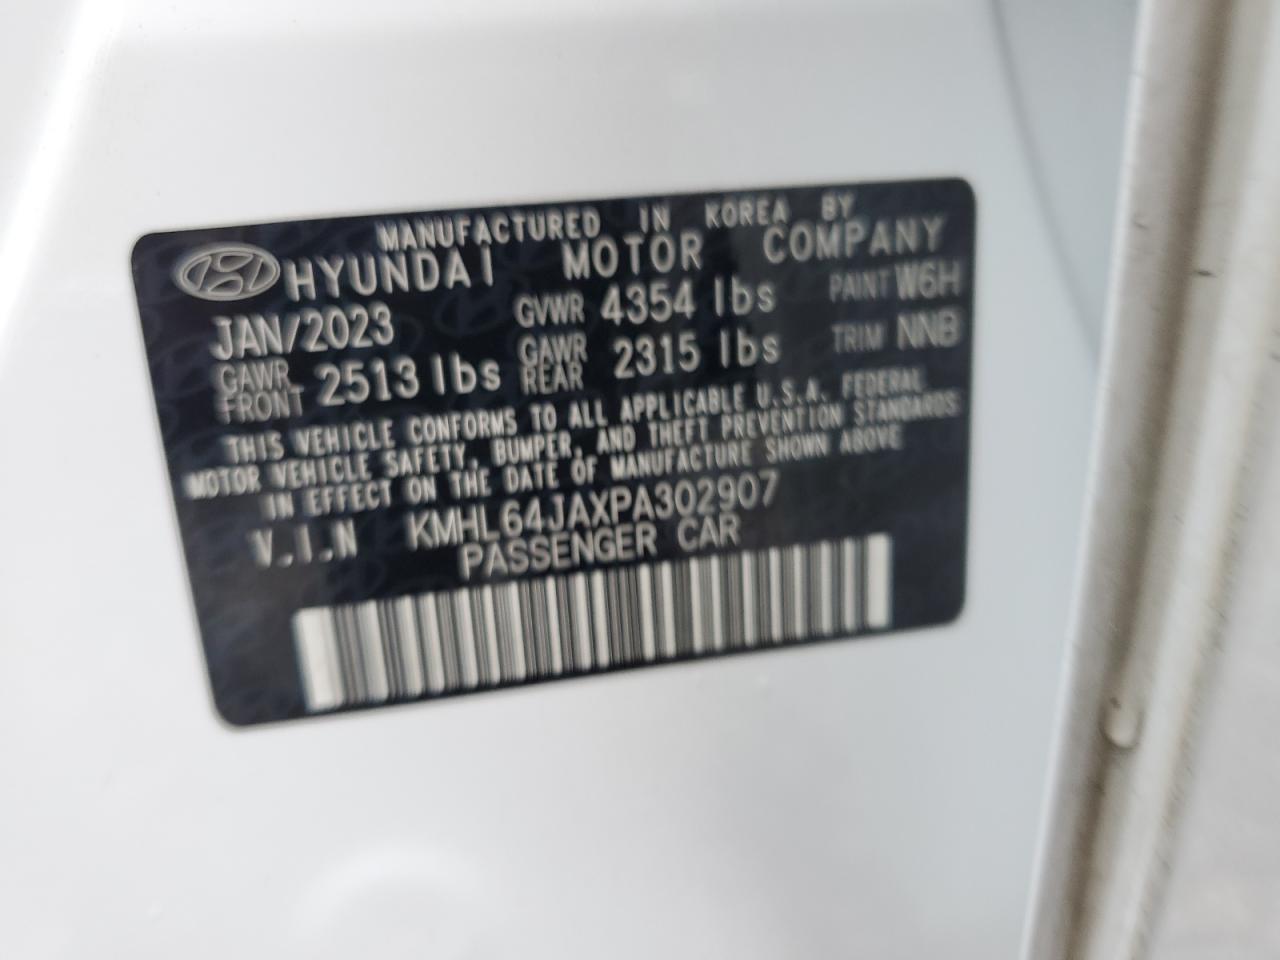 MANUFACTURED IN KOREA BY
HYUNDAI MOTOR COMPANY
JAN/2023 GVWR 4354 lbs PAINT W6H
GAWR FRONT 2513 lbs GAWR REAR 2315 lbs TRIM NNB
THIS VEHICLE CONFORMS TO ALL APPLICABLE U.S.A. FEDERAL
MOTOR VEHICLE SAFETY, BUMPER, AND THEFT PREVENTION STANDARDS
IN EFFECT ON THE DATE OF MANUFACTURE SHOWN ABOVE
V.I.N KMHL64JAXPA302907
PASSENGER CAR